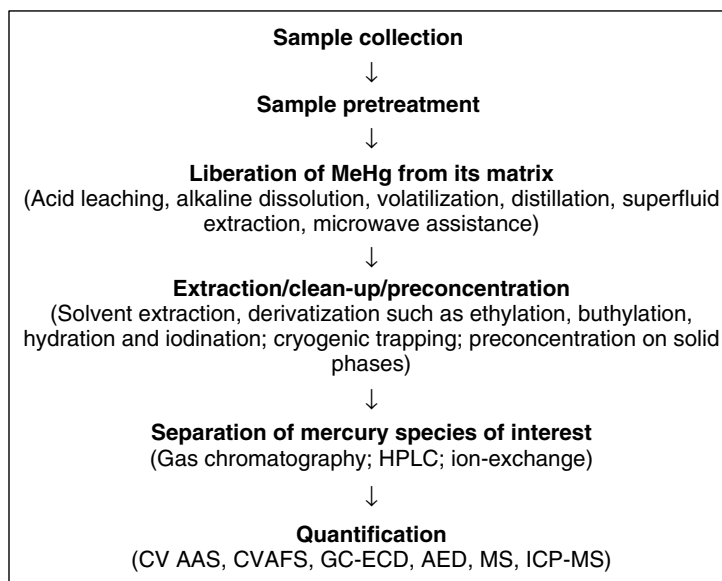 Sample collection
↓
Sample pretreatment
↓
Liberation of MeHg from its matrix
(Acid leaching, alkaline dissolution, volatilization, distillation, superfluid
extraction, microwave assistance)
↓
Extraction/clean-up/preconcentration
(Solvent extraction, derivatization such as ethylation, buthylation,
hydration and iodination; cryogenic trapping; preconcentration on solid
phases)
↓
Separation of mercury species of interest
(Gas chromatography; HPLC; ion-exchange)
↓
Quantification
(CV AAS, CVAFS, GC-ECD, AED, MS, ICP-MS)